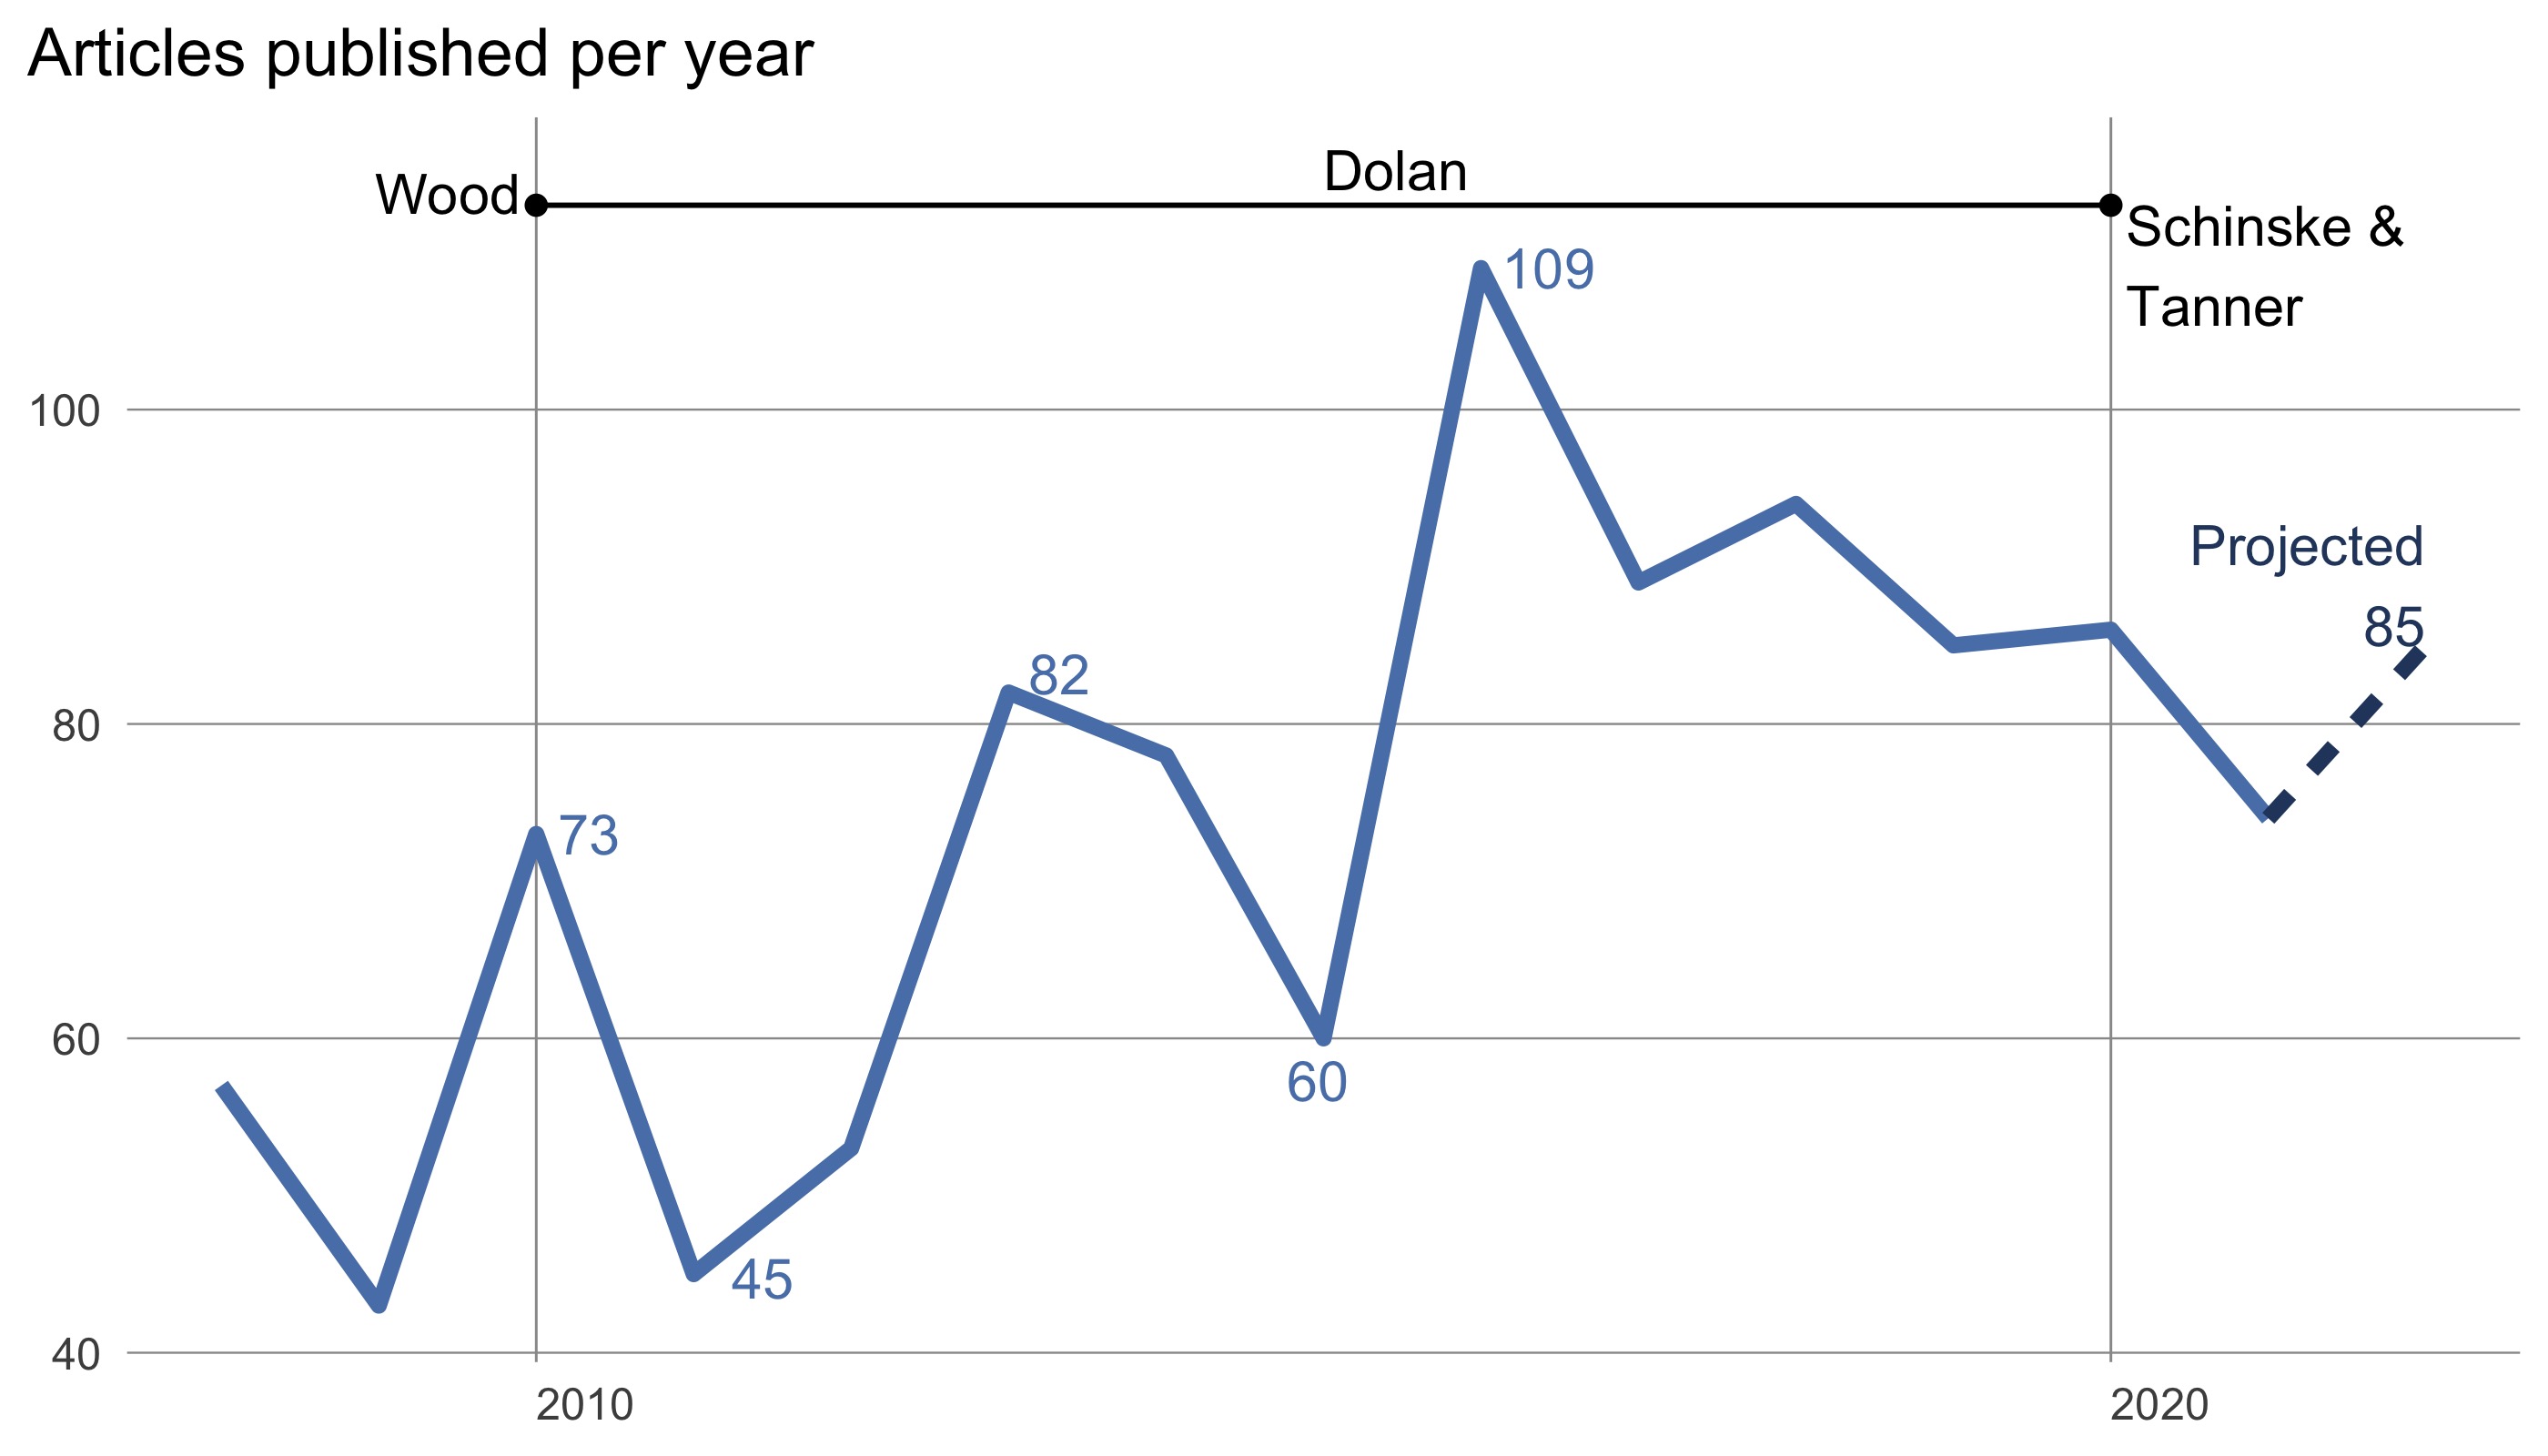 Articles published per year
Dolan
Wood
Schinske &
Tanner
109
100
Projected
85
82
80
73
60
60
45
40
2010
2020